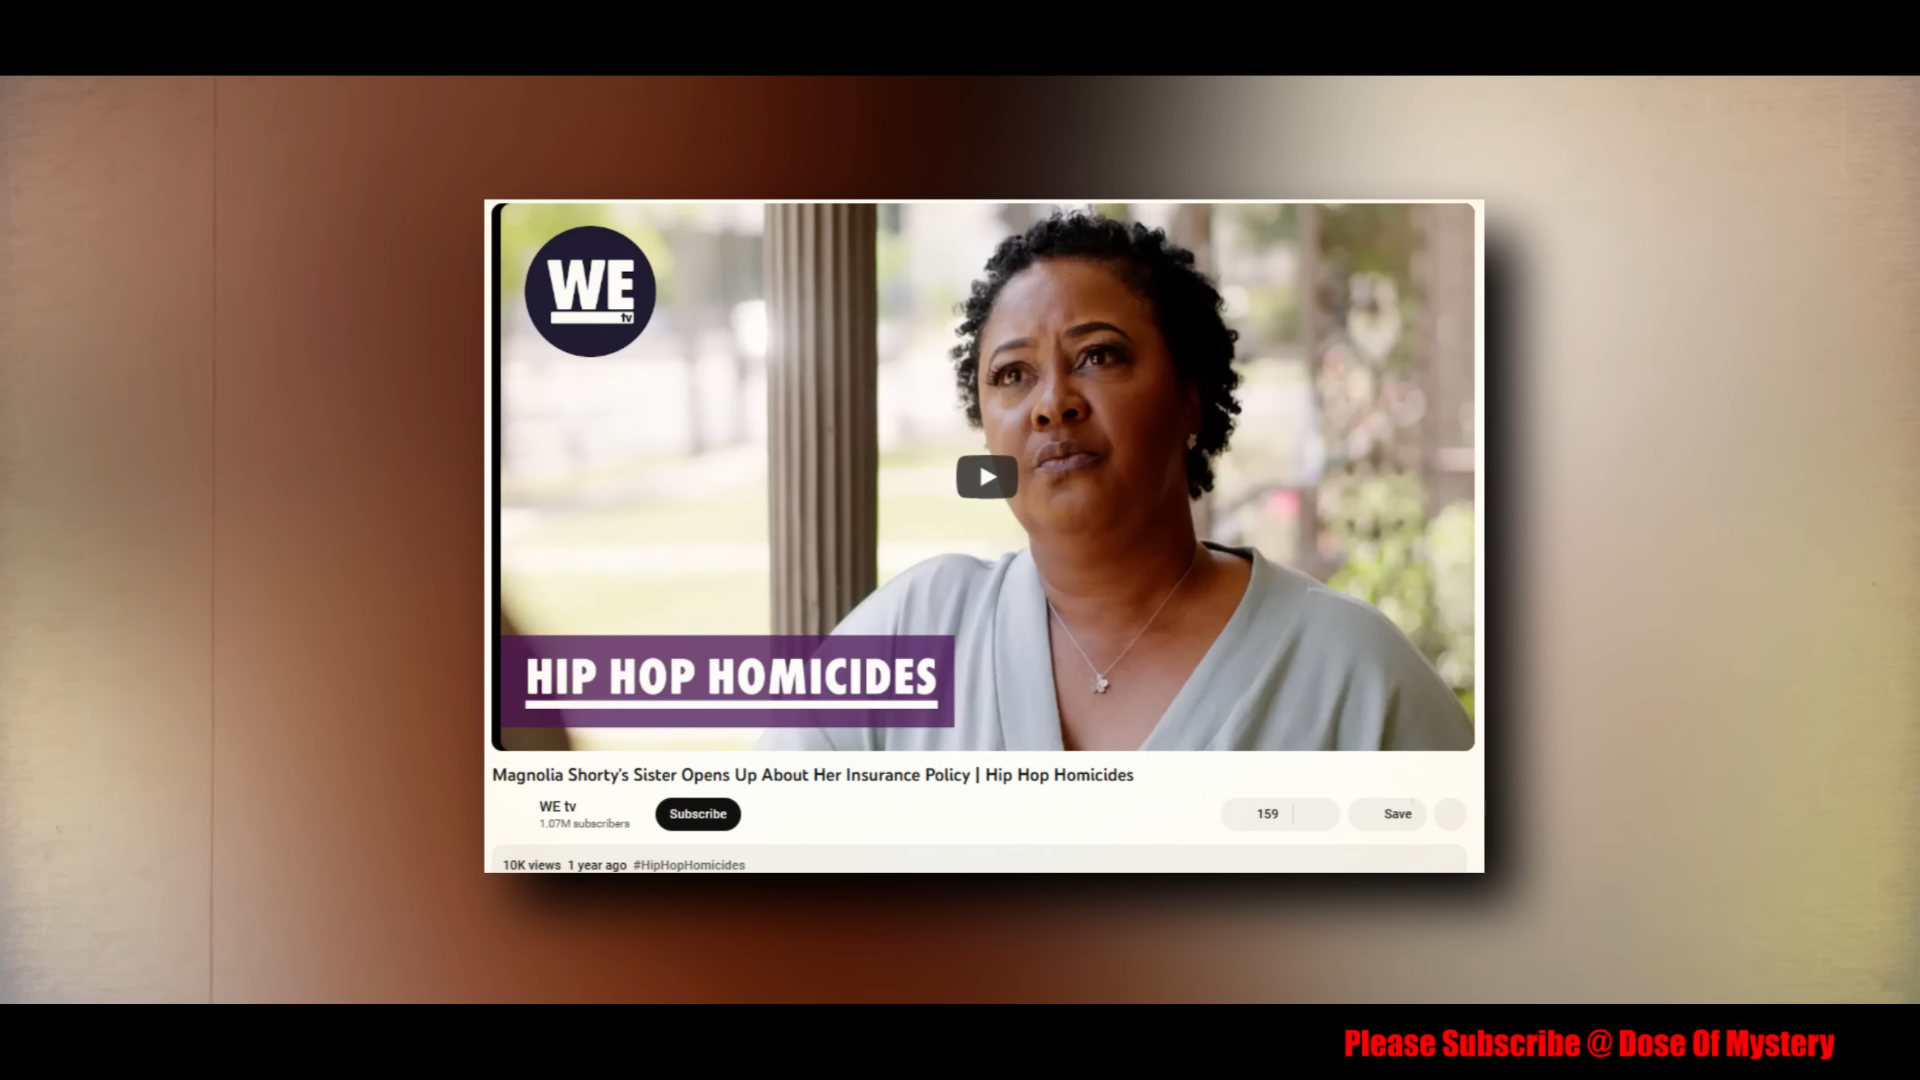 WE
tv
HIP HOP HOMICIDES
Magnolia Shorty's Sister Opens Up About Her Insurance Policy | Hip Hop Homicides
WE tv
1.07M subscribers
Subscribe
159
Save
10K views 1 year ago #HipHopHomicides
Please Subscribe @ Dose Of Mystery